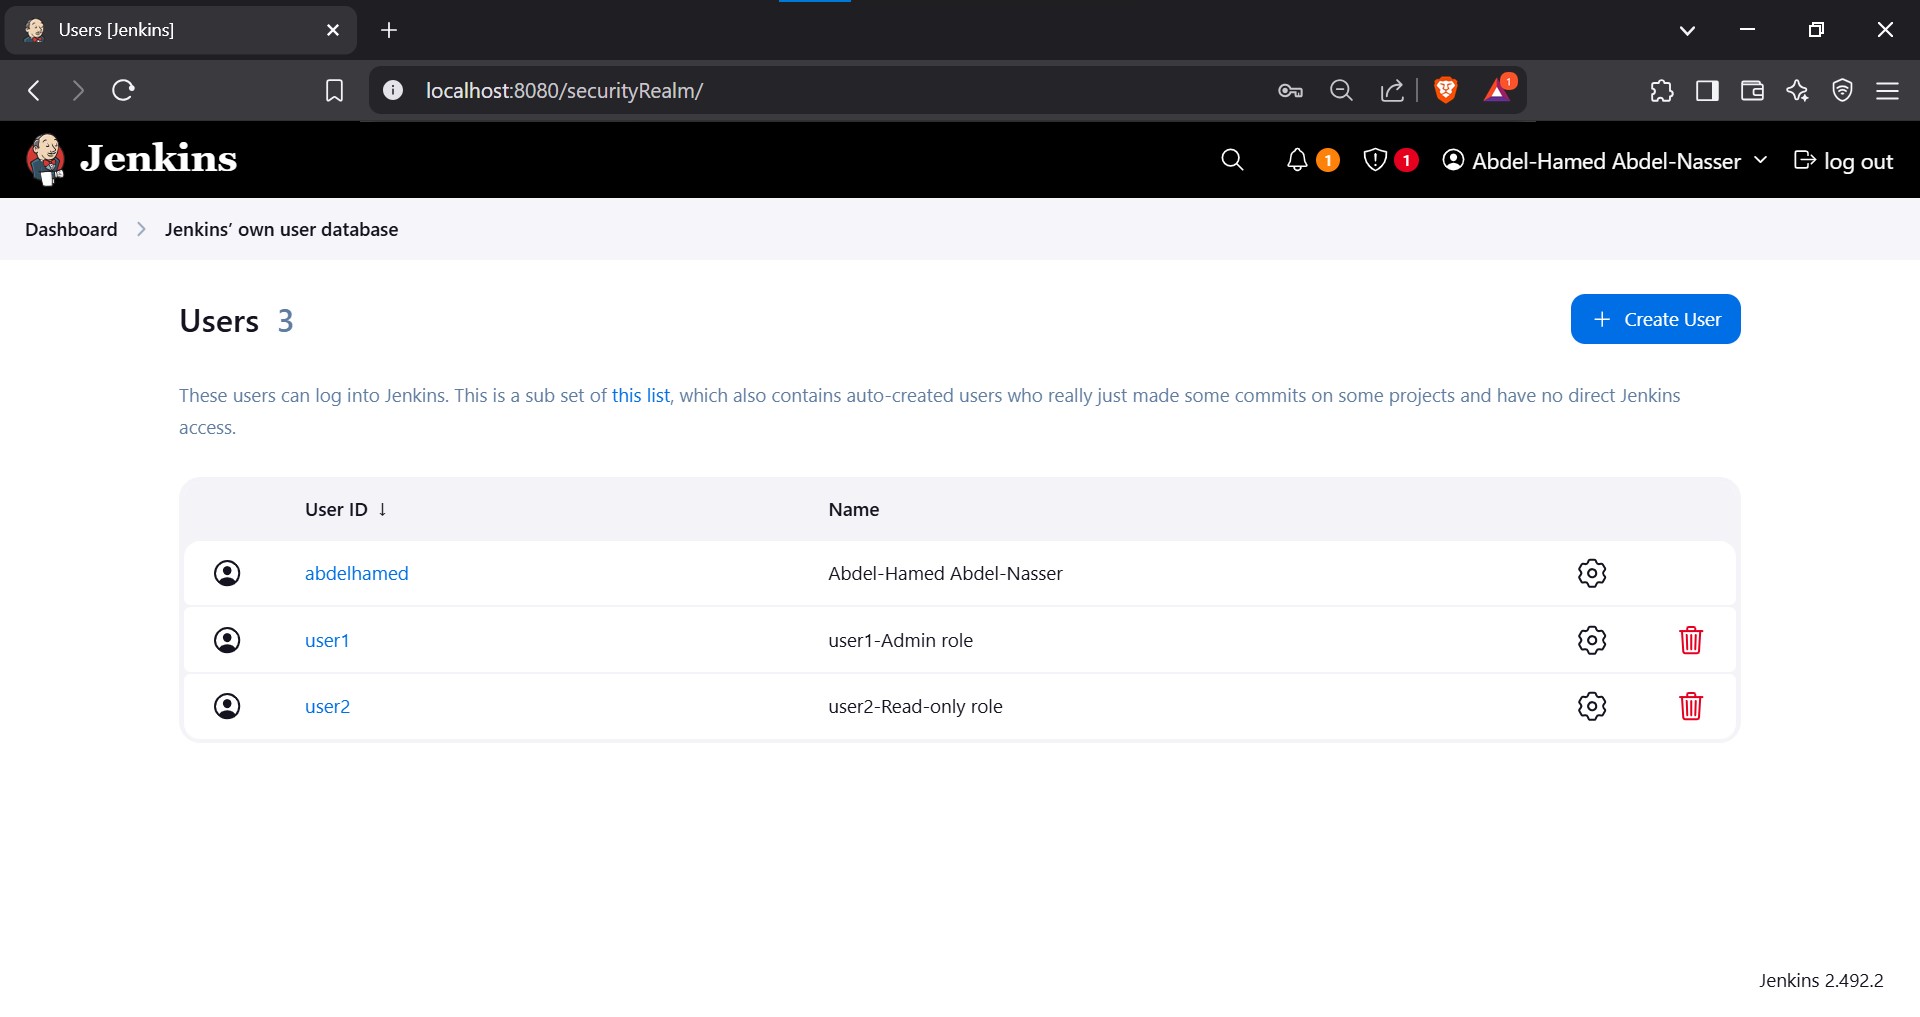 Users [Jenkins]
localhost:8080/securityRealm/
1
Jenkins
1
1
Abdel-Hamed Abdel-Nasser
log out
Dashboard
Jenkins’ own user database
Users 3
Create User
These users can log into Jenkins. This is a sub set of this list, which also contains auto-created users who really just made some commits on some projects and have no direct Jenkins
access.
User ID ↓ Name
abdelhamed Abdel-Hamed Abdel-Nasser
user1 user1-Admin role
user2 user2-Read-only role
Jenkins 2.492.2